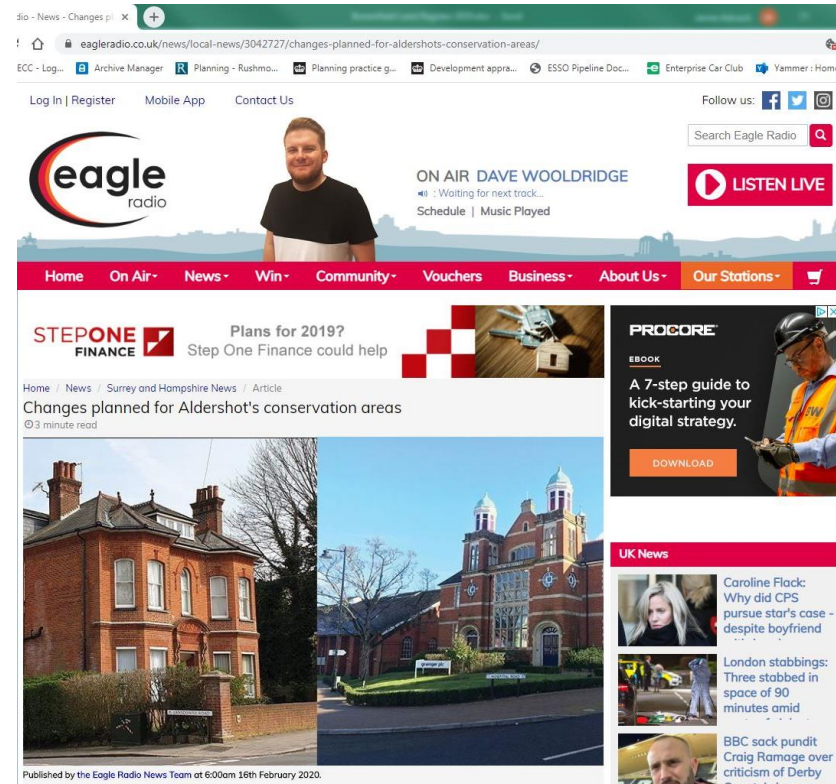 dio - News - Changes pl
eagleradio.co.uk/news/local-news/3042727/changes-planned-for-aldershots-conservation-areas/
ECC - Log... Archive Manager Planning - Rushmo... Planning practice g... Development appra... ESSO Pipeline Doc... Enterprise Car Club Yammer : Home
Log In | Register Mobile App Contact Us Follow us:
Search Eagle Radio
eagle
radio
ON AIR DAVE WOOLDRIDGE
: Waiting for next track...
Schedule | Music Played
LISTEN LIVE
Home On Air News Win Community Vouchers Business About Us Our Stations
STEPONE
FINANCE
Plans for 2019?
Step One Finance could help
PROCORE
EBOOK
A 7-step guide to
kick-starting your
digital strategy.
DOWNLOAD
Home / News / Surrey and Hampshire News / Article
Changes planned for Aldershot's conservation areas
3 minute read
grainger plc
HOSPITAL ROAD
Published by the Eagle Radio News Team at 6:00am 16th February 2020.
UK News
Caroline Flack:
Why did CPS
pursue star's case -
despite boyfriend
London stabbings:
Three stabbed in
space of 90
minutes amid
BBC sack pundit
Craig Ramage over
criticism of Derby